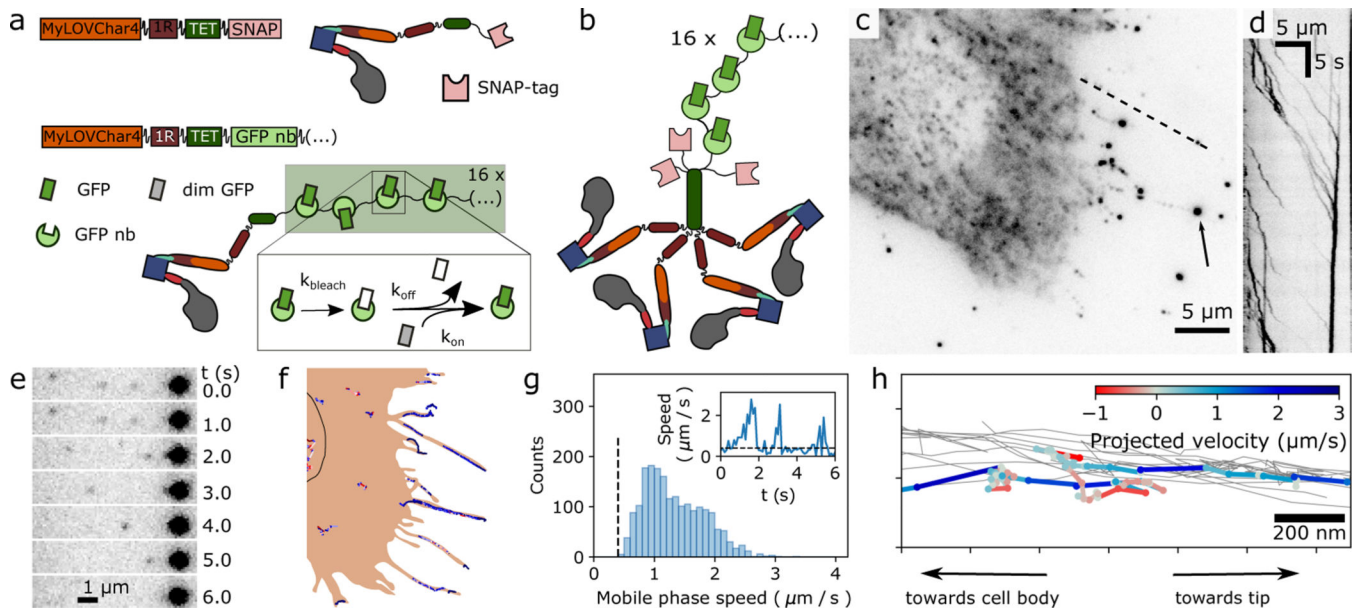 a
MyLOVChar4 1R TET SNAP
SNAP-tag
MyLOVChar4 1R TET GFP nb (...)
GFP
dim GFP
GFP nb
16 x
(...)
k_bleach
k_off
k_on
b
16 x
(...)
c
5 µm
d
5 µm
5 s
e
t (s)
0.0
1.0
2.0
3.0
4.0
5.0
6.0
1 µm
f
g
Counts
300
200
100
0
0 1 2 3 4
Mobile phase speed (µm / s)
Speed
(µm / s)
2
0
0 2 4 6
t (s)
h
−1 0 1 2 3
Projected velocity (µm/s)
200 nm
towards cell body
towards tip